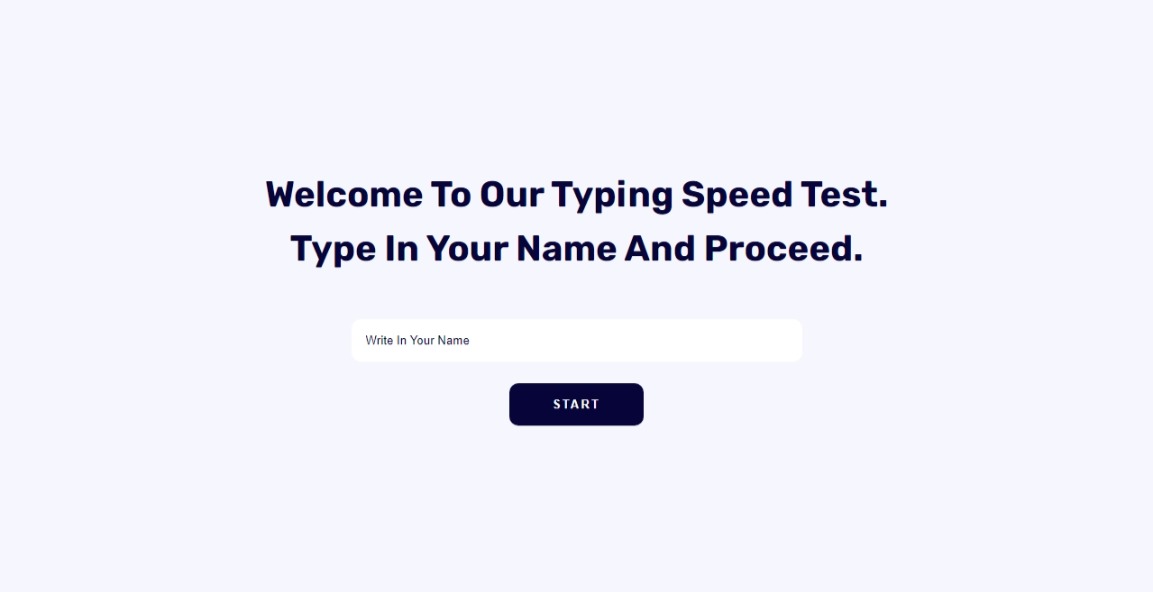 Welcome To Our Typing Speed Test.
Type In Your Name And Proceed.
Write In Your Name
START